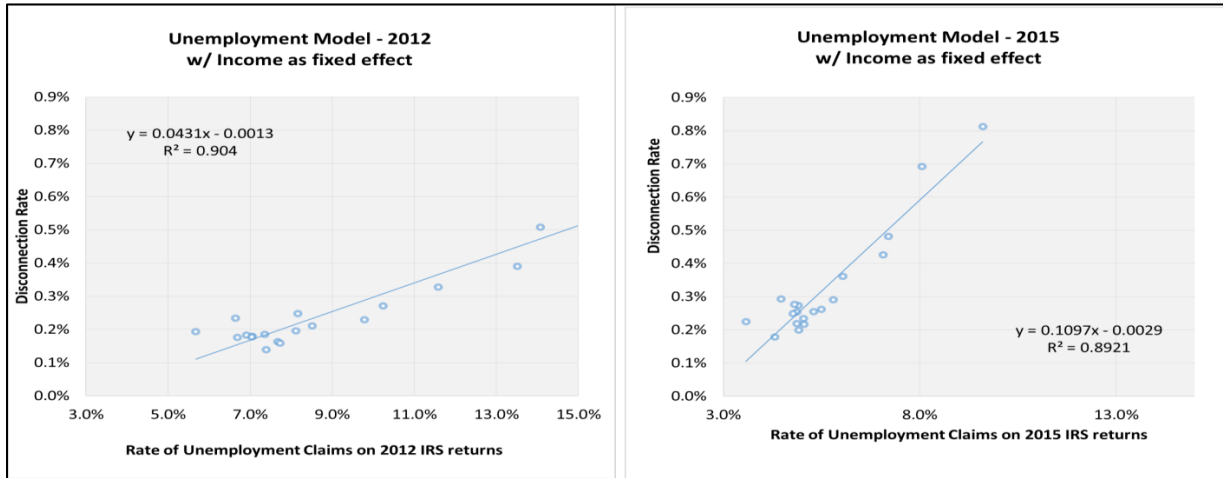 Unemployment Model - 2012
w/ Income as fixed effect
0.9%
0.8%
0.7%
0.6%
0.5%
0.4%
0.3%
0.2%
0.1%
0.0%
Disconnection Rate
y = 0.0431x - 0.0013
R² = 0.904
3.0% 5.0% 7.0% 9.0% 11.0% 13.0% 15.0%
Rate of Unemployment Claims on 2012 IRS returns
Unemployment Model - 2015
w/ Income as fixed effect
0.9%
0.8%
0.7%
0.6%
0.5%
0.4%
0.3%
0.2%
0.1%
0.0%
Disconnection Rate
y = 0.1097x - 0.0029
R² = 0.8921
3.0% 8.0% 13.0%
Rate of Unemployment Claims on 2015 IRS returns